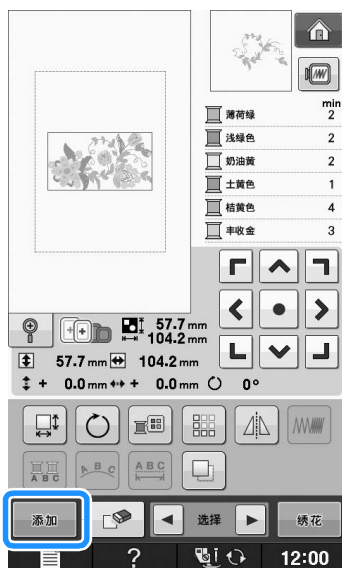 min
薄荷绿 2
浅绿色 2
奶油黄 2
土黄色 1
桔黄色 4
丰收金 3
57.7 mm
104.2 mm
57.7 mm 104.2 mm
+ 0.0 mm + 0.0 mm 0°
A B C A B C A B C
添加 选择 绣花
? 12:00